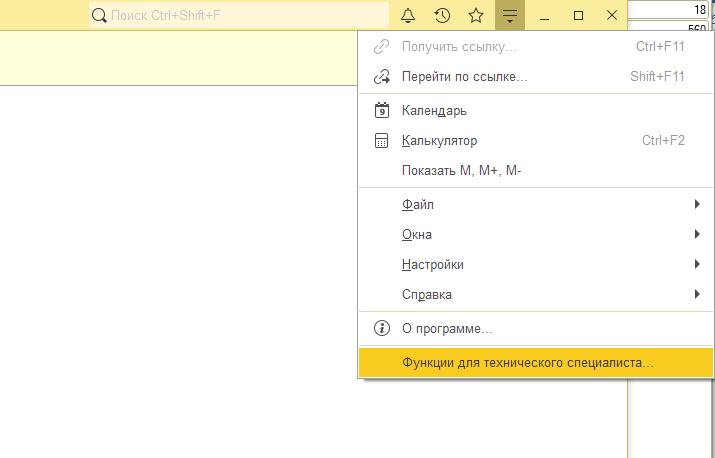 Поиск Ctrl+Shift+F
18
560
Получить ссылку... Ctrl+F11
Перейти по ссылке... Shift+F11
9 Календарь
Калькулятор Ctrl+F2
Показать M, M+, M-
Файл
Окна
Настройки
Справка
О программе...
Функции для технического специалиста...